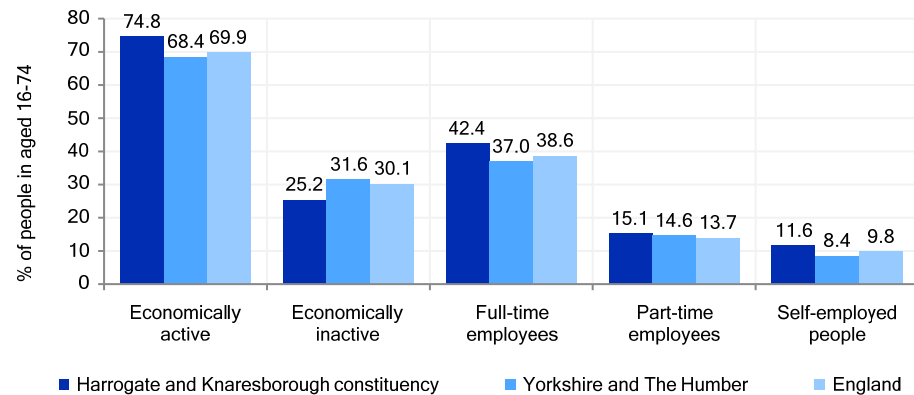 80
74.8
68.4
69.9
70
60
50
42.4
37.0
38.6
40
31.6
30.1
25.2
30
20
15.1
14.6
13.7
11.6
8.4
9.8
10
0
% of people in aged 16-74
Economically
active
Economically
inactive
Full-time
employees
Part-time
employees
Self-employed
people
Harrogate and Knaresborough constituency
Yorkshire and The Humber
England